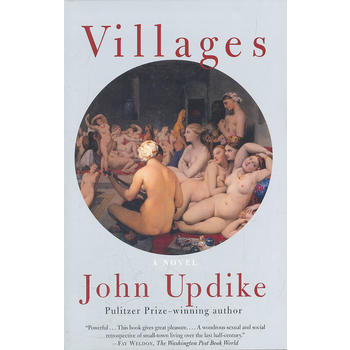 Villages
A NOVEL
John Updike
Pulitzer Prize–winning author
"Powerful . . . This book gives great pleasure. . . . A wondrous sexual and social
retrospective of small-town living over the last half-century."
—FAY WELDON, The Washington Post Book World